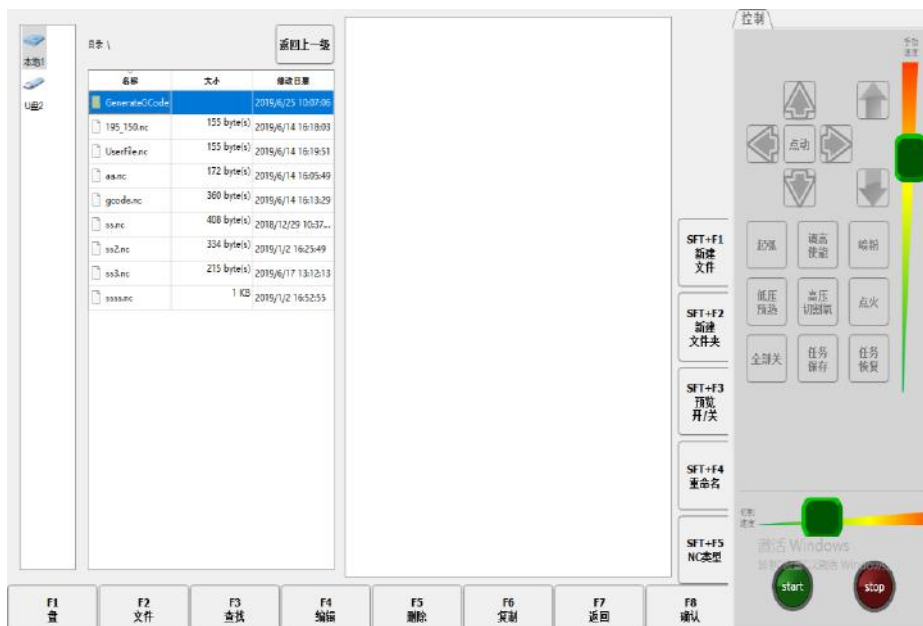 控制
本地1
U盘2
目录 \
返回上一级
名称 大小 修改日期
GenerateGCode 2019/6/25 10:07:06
195_150.nc 155 byte(s) 2019/6/14 16:18:03
UserFile.nc 155 byte(s) 2019/6/14 16:19:51
aa.nc 172 byte(s) 2019/6/14 16:05:49
gcode.nc 360 byte(s) 2019/6/14 16:13:29
ss.nc 408 byte(s) 2018/12/29 10:37...
ss2.nc 334 byte(s) 2019/1/2 16:25:49
ss3.nc 215 byte(s) 2019/6/17 13:12:13
ssss.nc 1 KB 2019/1/2 16:52:55
SFT+F1
新建
文件
SFT+F2
新建
文件夹
SFT+F3
预览
开/关
SFT+F4
重命名
SFT+F5
NC类型
手动
速度
点动
起弧
调高
使能
喷粉
低压
预热
高压
切割氧
点火
全部关
任务
保存
任务
恢复
切割
速度
激活 Windows
start
stop
F1
盘
F2
文件
F3
查找
F4
编辑
F5
删除
F6
复制
F7
返回
F8
确认